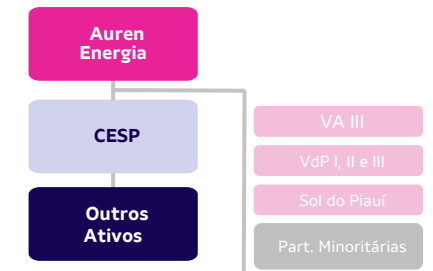 Auren
Energia
CESP
Outros
Ativos
VA III
VdP I, II e III
Sol do Piauí
Part. Minoritárias